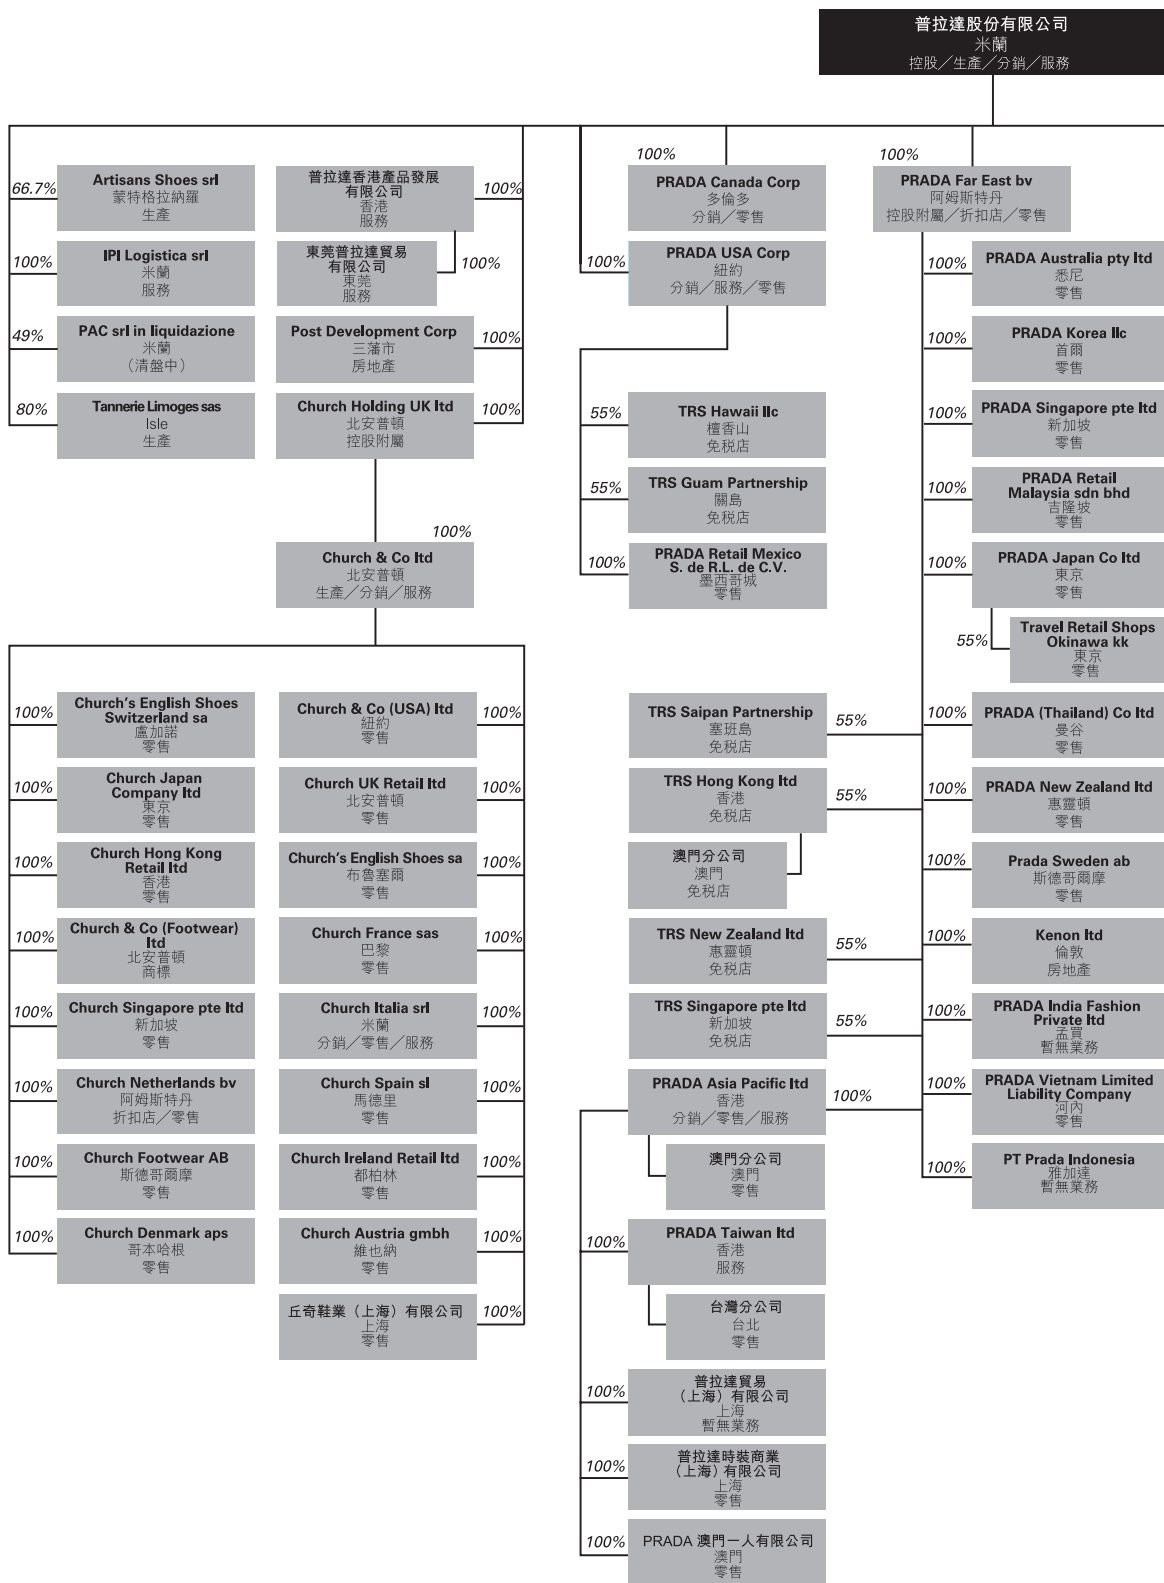 普拉達股份有限公司
米蘭
控股／生產／分銷／服務
66.7%
Artisans Shoes srl
蒙特格拉納羅
生產
100%
IPI Logistica srl
米蘭
服務
49%
PAC srl in liquidazione
米蘭
（清盤中）
80%
Tannerie Limoges sas
Isle
生產
普拉達香港產品發展
有限公司
香港
服務
100%
東莞普拉達貿易
有限公司
東莞
服務
100%
Post Development Corp
三藩市
房地產
100%
Church Holding UK ltd
北安普頓
控股附屬
100%
100%
Church & Co ltd
北安普頓
生產／分銷／服務
100%
Church's English Shoes
Switzerland sa
盧加諾
零售
100%
Church Japan
Company ltd
東京
零售
100%
Church Hong Kong
Retail ltd
香港
零售
100%
Church & Co (Footwear)
ltd
北安普頓
商標
100%
Church Singapore pte ltd
新加坡
零售
100%
Church Netherlands bv
阿姆斯特丹
折扣店／零售
100%
Church Footwear AB
斯德哥爾摩
零售
100%
Church Denmark aps
哥本哈根
零售
Church & Co (USA) ltd
紐約
零售
100%
Church UK Retail ltd
北安普頓
零售
100%
Church's English Shoes sa
布魯塞爾
零售
100%
Church France sas
巴黎
零售
100%
Church Italia srl
米蘭
分銷／零售／服務
100%
Church Spain sl
馬德里
零售
100%
Church Ireland Retail ltd
都柏林
零售
100%
Church Austria gmbh
維也納
零售
100%
丘奇鞋業（上海）有限公司
上海
零售
100%
100%
PRADA Canada Corp
多倫多
分銷／零售
100%
PRADA USA Corp
紐約
分銷／服務／零售
55%
TRS Hawaii llc
檀香山
免税店
55%
TRS Guam Partnership
關島
免税店
100%
PRADA Retail Mexico
S. de R.L. de C.V.
墨西哥城
零售
TRS Saipan Partnership
塞班島
免税店
55%
TRS Hong Kong ltd
香港
免税店
55%
澳門分公司
澳門
免税店
TRS New Zealand ltd
惠靈頓
免税店
55%
TRS Singapore pte ltd
新加坡
免税店
55%
PRADA Asia Pacific ltd
香港
分銷／零售／服務
100%
澳門分公司
澳門
零售
100%
PRADA Taiwan ltd
香港
服務
台灣分公司
台北
零售
100%
普拉達貿易
（上海）有限公司
上海
暫無業務
100%
普拉達時裝商業
（上海）有限公司
上海
零售
100%
PRADA 澳門一人有限公司
澳門
零售
100%
PRADA Far East bv
阿姆斯特丹
控股附屬／折扣店／零售
100%
PRADA Australia pty ltd
悉尼
零售
100%
PRADA Korea llc
首爾
零售
100%
PRADA Singapore pte ltd
新加坡
零售
100%
PRADA Retail
Malaysia sdn bhd
吉隆坡
零售
100%
PRADA Japan Co ltd
東京
零售
55%
Travel Retail Shops
Okinawa kk
東京
零售
100%
PRADA (Thailand) Co ltd
曼谷
零售
100%
PRADA New Zealand ltd
惠靈頓
零售
100%
Prada Sweden ab
斯德哥爾摩
零售
100%
Kenon ltd
倫敦
房地產
100%
PRADA India Fashion
Private ltd
孟買
暫無業務
100%
PRADA Vietnam Limited
Liability Company
河內
零售
100%
PT Prada Indonesia
雅加達
暫無業務